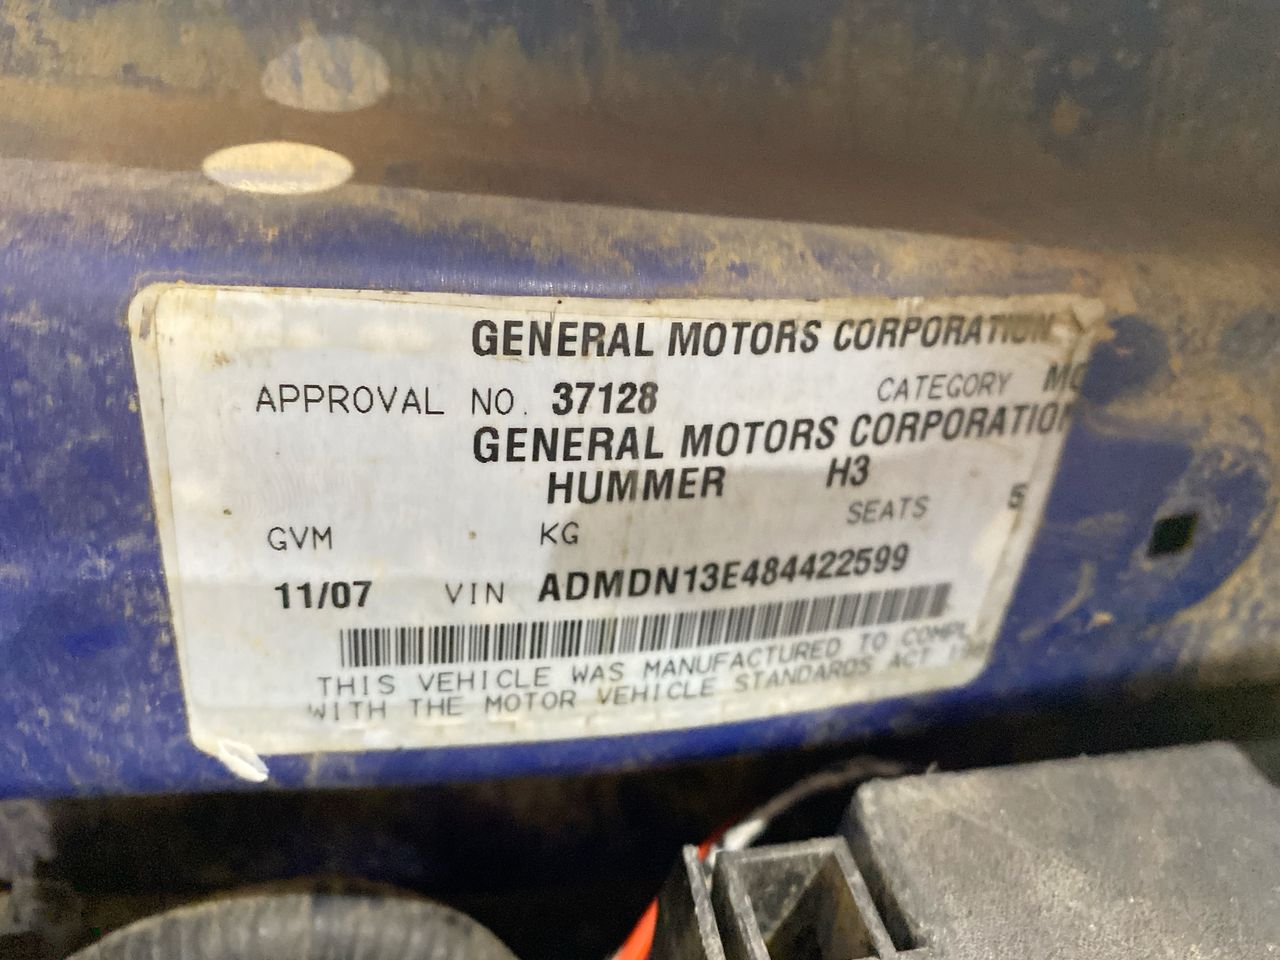 GENERAL MOTORS CORPORATION
APPROVAL NO. 37128 CATEGORY
GENERAL MOTORS CORPORATION
HUMMER H3
GVM KG SEATS 5
11/07 VIN ADMDN13E484422599
THIS VEHICLE WAS MANUFACTURED TO
WITH THE MOTOR VEHICLE STANDARDS ACT